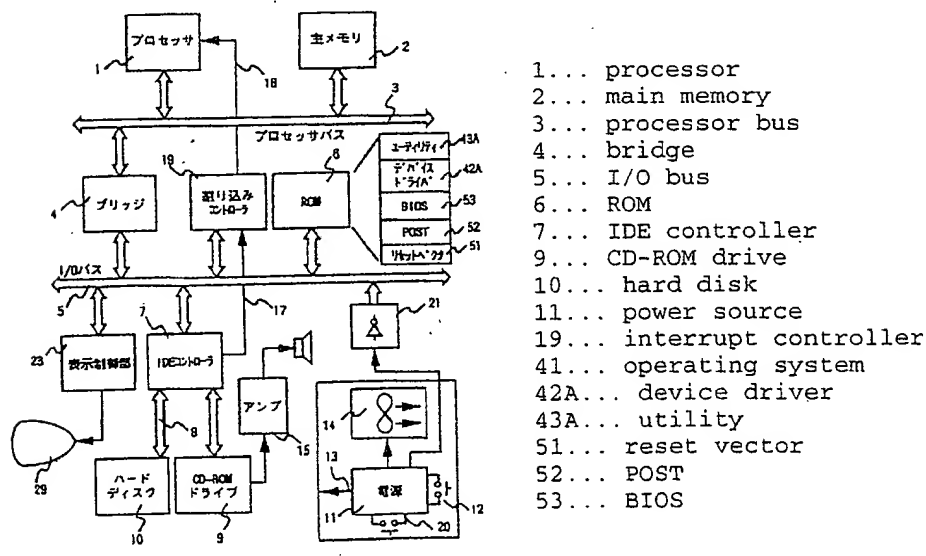 プロセッサ
主メモリ
1
2
18
3
プロセッサバス
19
6
ユーティリティ
43A
デバイス
ドライバ
42A
BIOS
53
POST
52
リセットベクタ
51
4
ブリッジ
割り込み
コントローラ
ROM
I/Oバス
5
7
17
21
23
表示制御部
IDEコントローラ
アンプ
15
14
8
29
ハード
ディスク
10
CD-ROM
ドライブ
9
13
電源
11
20
12
1... processor
2... main memory
3... processor bus
4... bridge
5... I/O bus
6... ROM
7... IDE controller
9... CD-ROM drive
10... hard disk
11... power source
19... interrupt controller
41... operating system
42A... device driver
43A... utility
51... reset vector
52... POST
53... BIOS